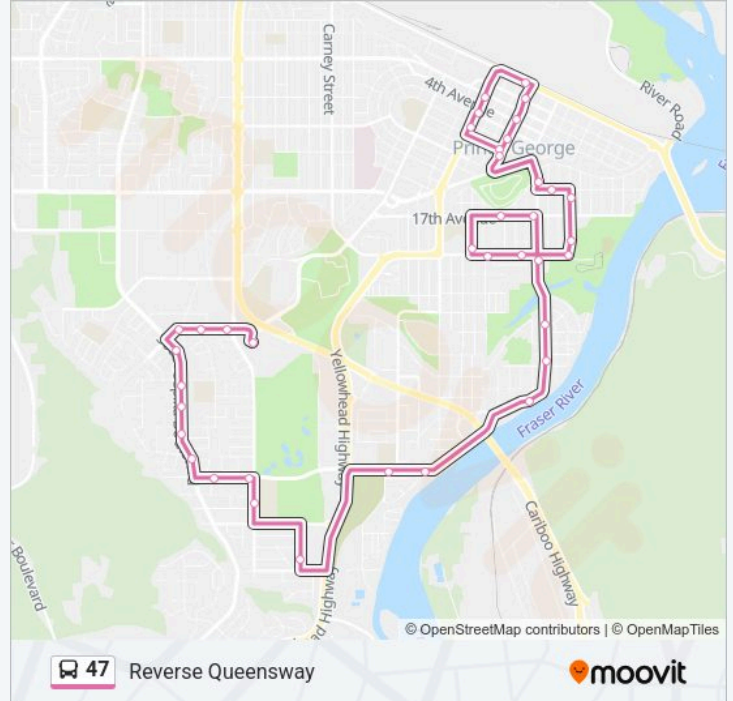 Carney Street
4th Avenue
River Road
Prince George
17th Avenue
Yellowhead Highway
Fraser River
Cariboo Highway
Boulevard
Highway
© OpenStreetMap contributors | © OpenMapTiles
47 Reverse Queensway
moovit